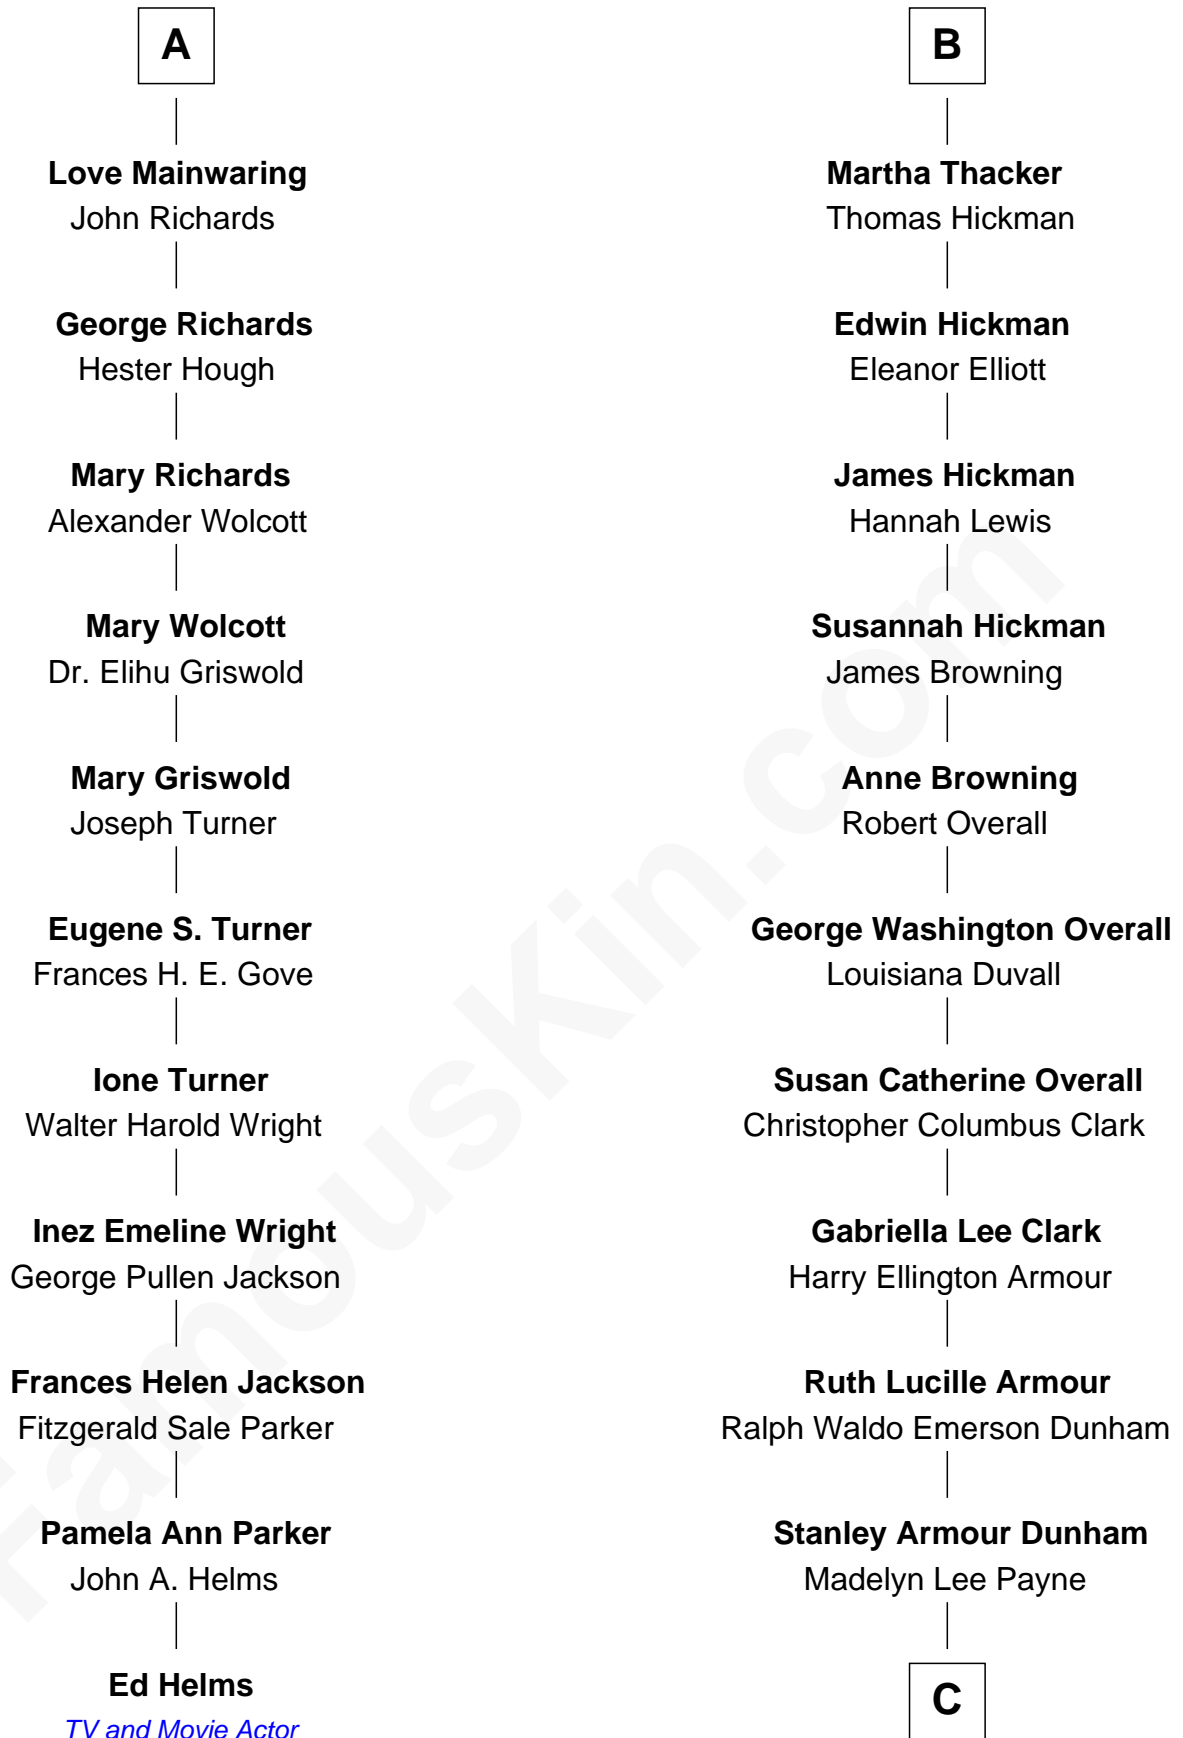 A
Love Mainwaring
John Richards
George Richards
Hester Hough
Mary Richards
Alexander Wolcott
Mary Wolcott
Dr. Elihu Griswold
Mary Griswold
Joseph Turner
Eugene S. Turner
Frances H. E. Gove
Ione Turner
Walter Harold Wright
Inez Emeline Wright
George Pullen Jackson
Frances Helen Jackson
Fitzgerald Sale Parker
Pamela Ann Parker
John A. Helms
Ed Helms
TV and Movie Actor
B
Martha Thacker
Thomas Hickman
Edwin Hickman
Eleanor Elliott
James Hickman
Hannah Lewis
Susannah Hickman
James Browning
Anne Browning
Robert Overall
George Washington Overall
Louisiana Duvall
Susan Catherine Overall
Christopher Columbus Clark
Gabriella Lee Clark
Harry Ellington Armour
Ruth Lucille Armour
Ralph Waldo Emerson Dunham
Stanley Armour Dunham
Madelyn Lee Payne
C
FamousKin.com